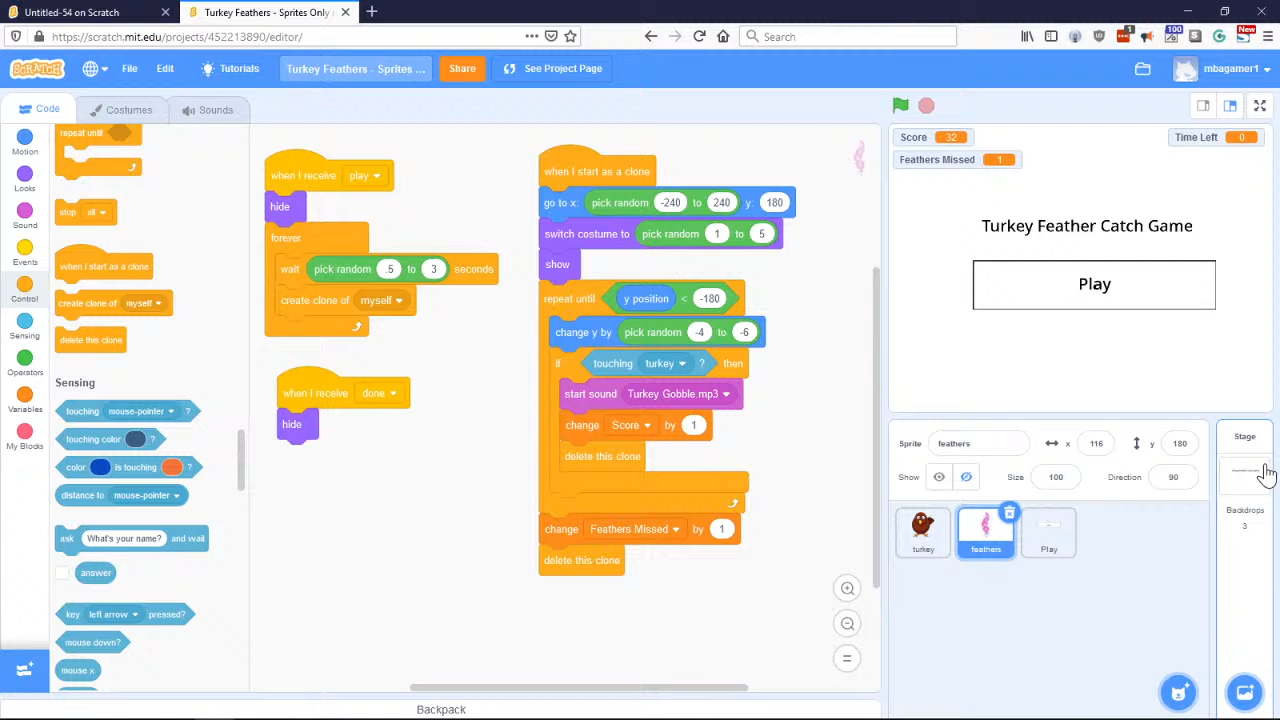 Untitled-54 on Scratch
Turkey Feathers - Sprites Only
https://scratch.mit.edu/projects/452213890/editor/
Search
1
100
New
SCRATCH
File
Edit
Tutorials
Turkey Feathers - Sprites ...
Share
See Project Page
mbagamer1
Code
Costumes
Sounds
Motion
Looks
Sound
Events
Control
Sensing
Operators
Variables
My Blocks
repeat until
stop all
when I start as a clone
create clone of myself
delete this clone
Sensing
touching mouse-pointer ?
touching color ?
color is touching ?
distance to mouse-pointer
ask What's your name? and wait
answer
key left arrow pressed?
mouse down?
mouse x
when I receive play
hide
forever
wait pick random .5 to 3 seconds
create clone of myself
when I receive done
hide
when I start as a clone
go to x: pick random -240 to 240 y: 180
switch costume to pick random 1 to 5
show
repeat until y position < -180
change y by pick random -4 to -6
if touching turkey ? then
start sound Turkey Gobble.mp3
change Score by 1
delete this clone
change Feathers Missed by 1
delete this clone
Score 32
Time Left 0
Feathers Missed 1
Turkey Feather Catch Game
Play
Sprite feathers x 116 y 180
Show Size 100 Direction 90
turkey
feathers
Play
Stage
Backdrops
3
Backpack